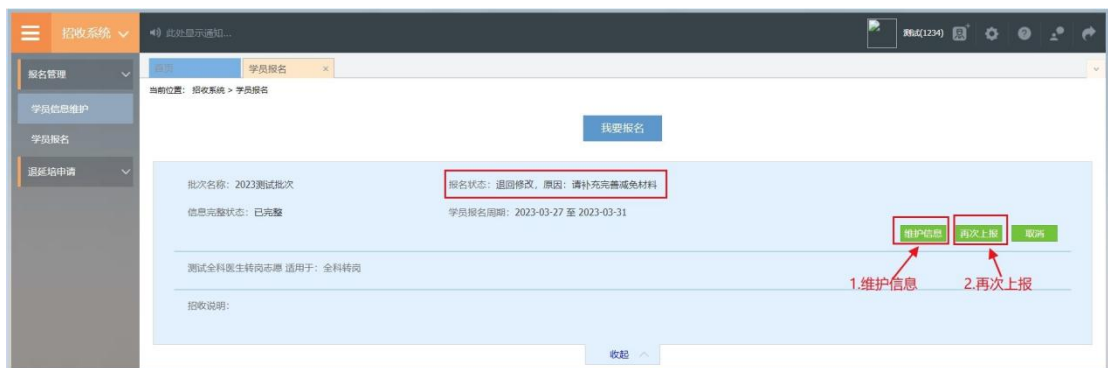 招收系统
此处显示通知...
测试(1234)
报名管理
学员信息维护
学员报名
退延培申请
首页
学员报名 ×
当前位置： 招收系统 > 学员报名
我要报名
批次名称：2023测试批次
报名状态：退回修改，原因：请补充完善减免材料
信息完整状态：已完整
学员报名周期：2023-03-27 至 2023-03-31
维护信息
再次上报
取消
1.维护信息
2.再次上报
测试全科医生转岗志愿 适用于：全科转岗
招收说明：
收起